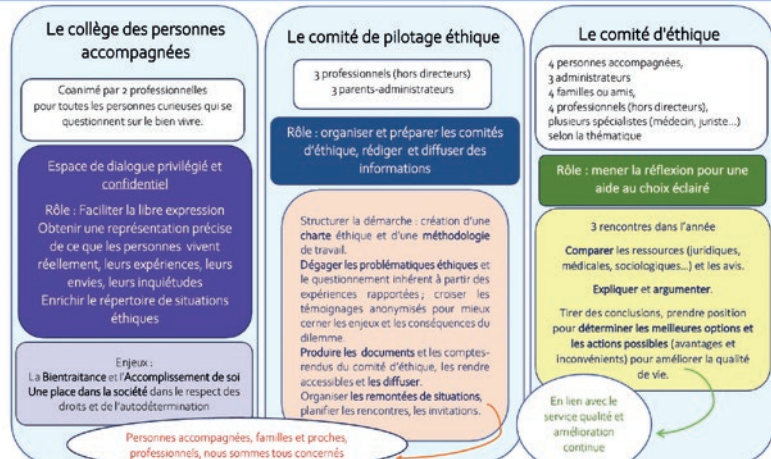 Le collège des personnes
accompagnées
Coanimé par 2 professionnelles
pour toutes les personnes curieuses qui se
questionnent sur le bien vivre.
Espace de dialogue privilégié et
confidentiel
Rôle : Faciliter la libre expression
Obtenir une représentation précise
de ce que les personnes vivent
réellement, leurs expériences, leurs
envies, leurs inquiétudes
Enrichir le répertoire de situations
éthiques
Enjeux :
La Bientraitance et l'Accomplissement de soi
Une place dans la société dans le respect des
droits et de l'autodétermination
Le comité de pilotage éthique
3 professionnels (hors directeurs)
3 parents-administrateurs
Rôle : organiser et préparer les comités
d'éthique, rédiger et diffuser des
informations
Structurer la démarche : création d'une
charte éthique et d'une méthodologie
de travail.
Dégager les problématiques éthiques et
le questionnement inhérent à partir des
expériences rapportées ; croiser les
témoignages anonymisés pour mieux
cerner les enjeux et les conséquences du
dilemme.
Produire les documents et les comptes-
rendus du comité d'éthique, les rendre
accessibles et les diffuser.
Organiser les remontées de situations,
planifier les rencontres, les invitations.
Le comité d'éthique
4 personnes accompagnées,
3 administrateurs
4 familles ou amis,
4 professionnels (hors directeurs),
plusieurs spécialistes (médecin, juriste...)
selon la thématique
Rôle : mener la réflexion pour une
aide au choix éclairé
3 rencontres dans l'année
Comparer les ressources (juridiques,
médicales, sociologiques...) et les avis.
Expliquer et argumenter.
Tirer des conclusions, prendre position
pour déterminer les meilleures options et
les actions possibles (avantages et
inconvénients) pour améliorer la qualité
de vie.
En lien avec le
service qualité et
amélioration
continue
Personnes accompagnées, familles et proches,
professionnels, nous sommes tous concernés